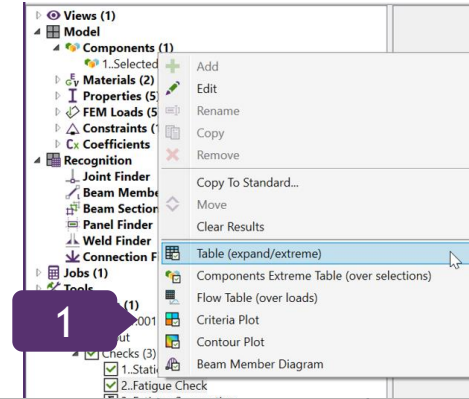 Views (1)
Model
Components (1)
1..Selected
Materials (2)
Properties (5
FEM Loads (5
Constraints (1
Cx Coefficients
Recognition
Joint Finder
Beam Membe
Beam Section
Panel Finder
Weld Finder
Connection F
Jobs (1)
Tools
(1)
.001
ut
Checks (3)
1..Stati
2..Fatigue Check
1
Add
Edit
Rename
Copy
Remove
Copy To Standard...
Move
Clear Results
Table (expand/extreme)
Components Extreme Table (over selections)
Flow Table (over loads)
Criteria Plot
Contour Plot
Beam Member Diagram